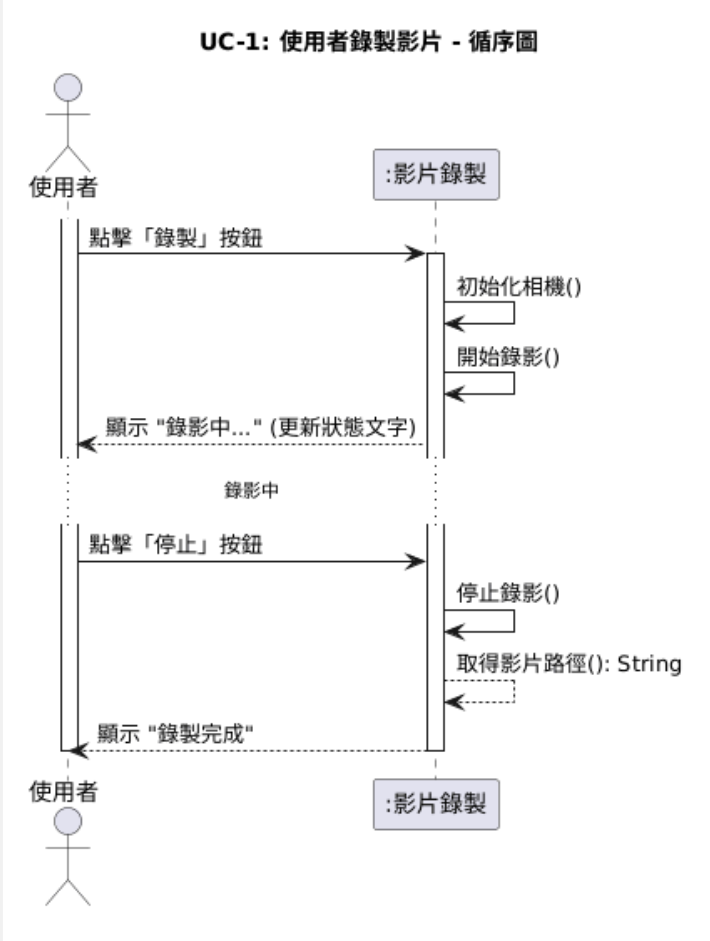 UC-1: 使用者錄製影片 - 循序圖
使用者
:影片錄製
點擊「錄製」按鈕
初始化相機()
開始錄影()
顯示 "錄影中..." (更新狀態文字)
錄影中
點擊「停止」按鈕
停止錄影()
取得影片路徑(): String
顯示 "錄製完成"
使用者
:影片錄製